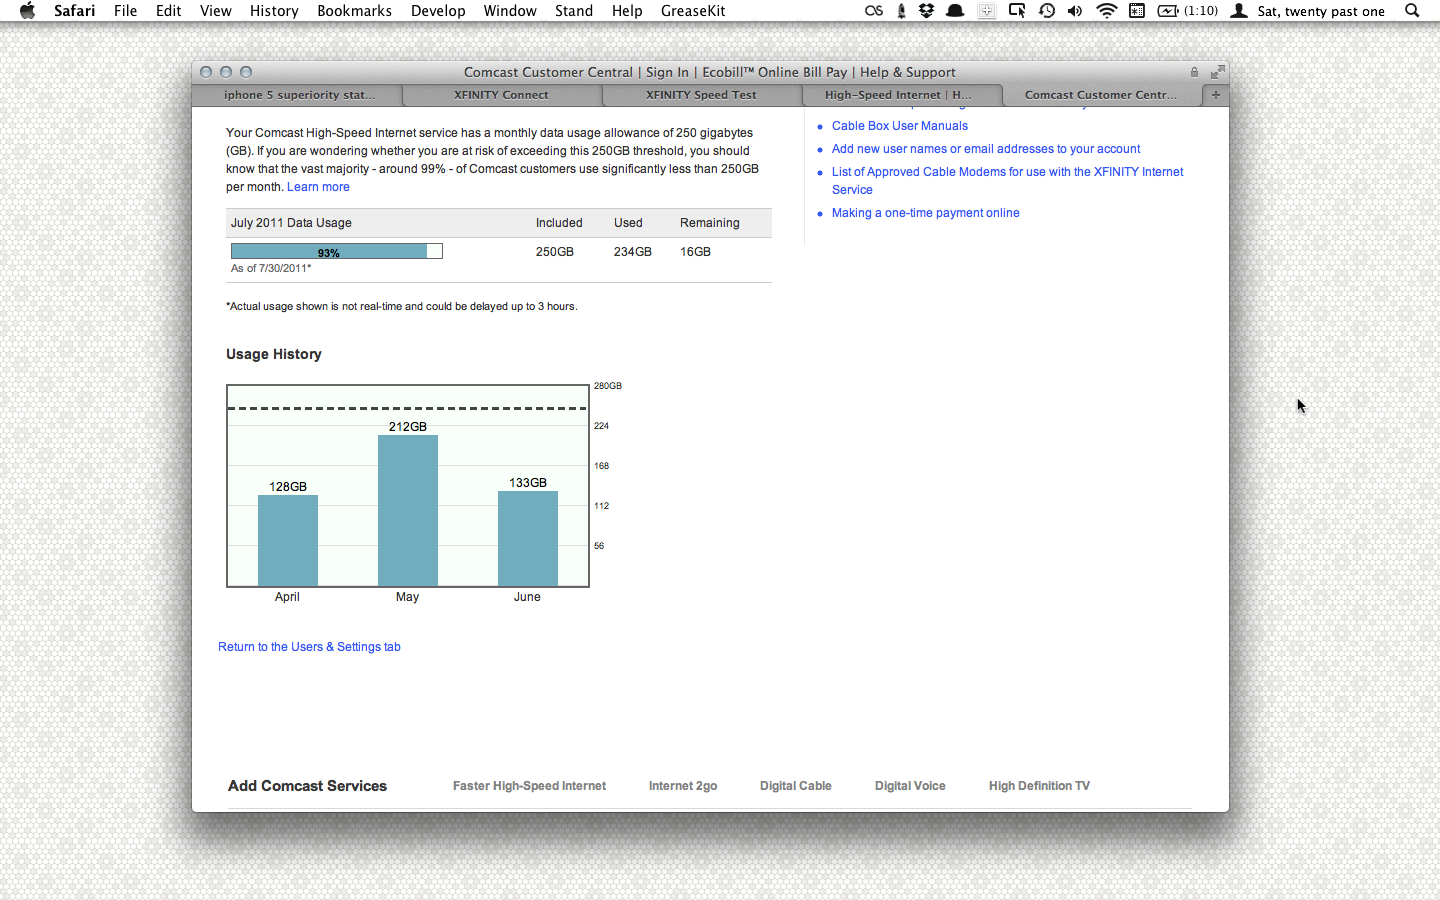 Safari File Edit View History Bookmarks Develop Window Stand Help GreaseKit (1:10) Sat, twenty past one
Comcast Customer Central | Sign In | Ecobill™ Online Bill Pay | Help & Support
iphone 5 superiority stat... XFINITY Connect XFINITY Speed Test High-Speed Internet | H... Comcast Customer Centr...
Your Comcast High-Speed Internet service has a monthly data usage allowance of 250 gigabytes
(GB). If you are wondering whether you are at risk of exceeding this 250GB threshold, you should
know that the vast majority - around 99% - of Comcast customers use significantly less than 250GB
per month. Learn more
July 2011 Data Usage Included Used Remaining
93% 250GB 234GB 16GB
As of 7/30/2011*
*Actual usage shown is not real-time and could be delayed up to 3 hours.
Usage History
280GB
224
168
112
56
128GB
212GB
133GB
April May June
Return to the Users & Settings tab
Cable Box User Manuals
Add new user names or email addresses to your account
List of Approved Cable Modems for use with the XFINITY Internet
Service
Making a one-time payment online
Add Comcast Services Faster High-Speed Internet Internet 2go Digital Cable Digital Voice High Definition TV